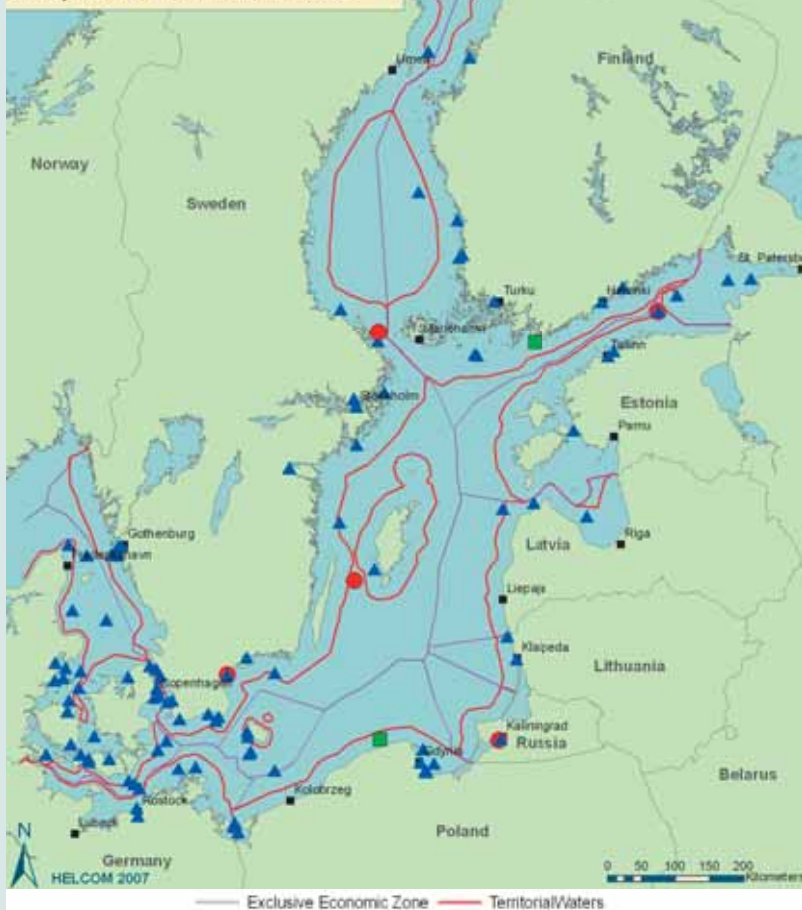 Umeå
Finland
Norway
Sweden
St. Petersb
Turku
Helsinki
Mariehamn
Tallinn
Stockholm
Estonia
Parnu
Gothenburg
Riga
Latvia
Liepaja
Klaipeda
Lithuania
Copenhagen
Kaliningrad
Russia
Gdynia
Belarus
Kolobrzeg
Rostock
Lubeck
Poland
Germany
N
HELCOM 2007
0 50 100 150 200
Kilometers
Exclusive Economic Zone
TerritorialWaters